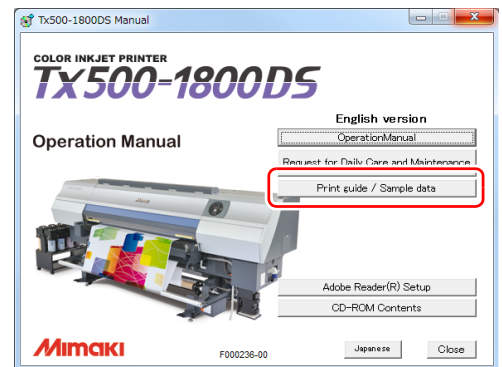 Tx500-1800DS Manual
COLOR INKJET PRINTER
Tx500-1800DS
English version
Operation Manual
OperationManual
Request for Daily Care and Maintenance
Print guide / Sample data
Adobe Reader(R) Setup
CD-ROM Contents
Mimaki
F000236-00
Japanese
Close